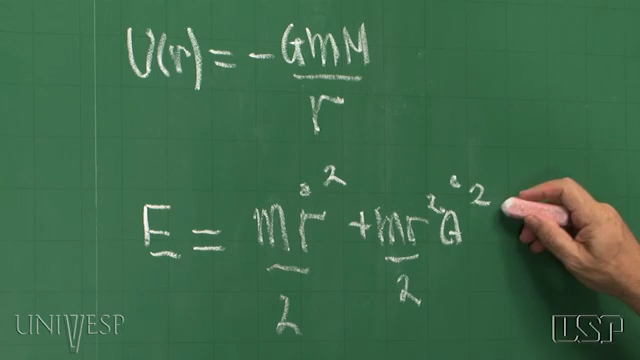 U(r) = - GmM / r
E = mṙ² / 2 + mr²θ̇² / 2
UNIVESP
USP